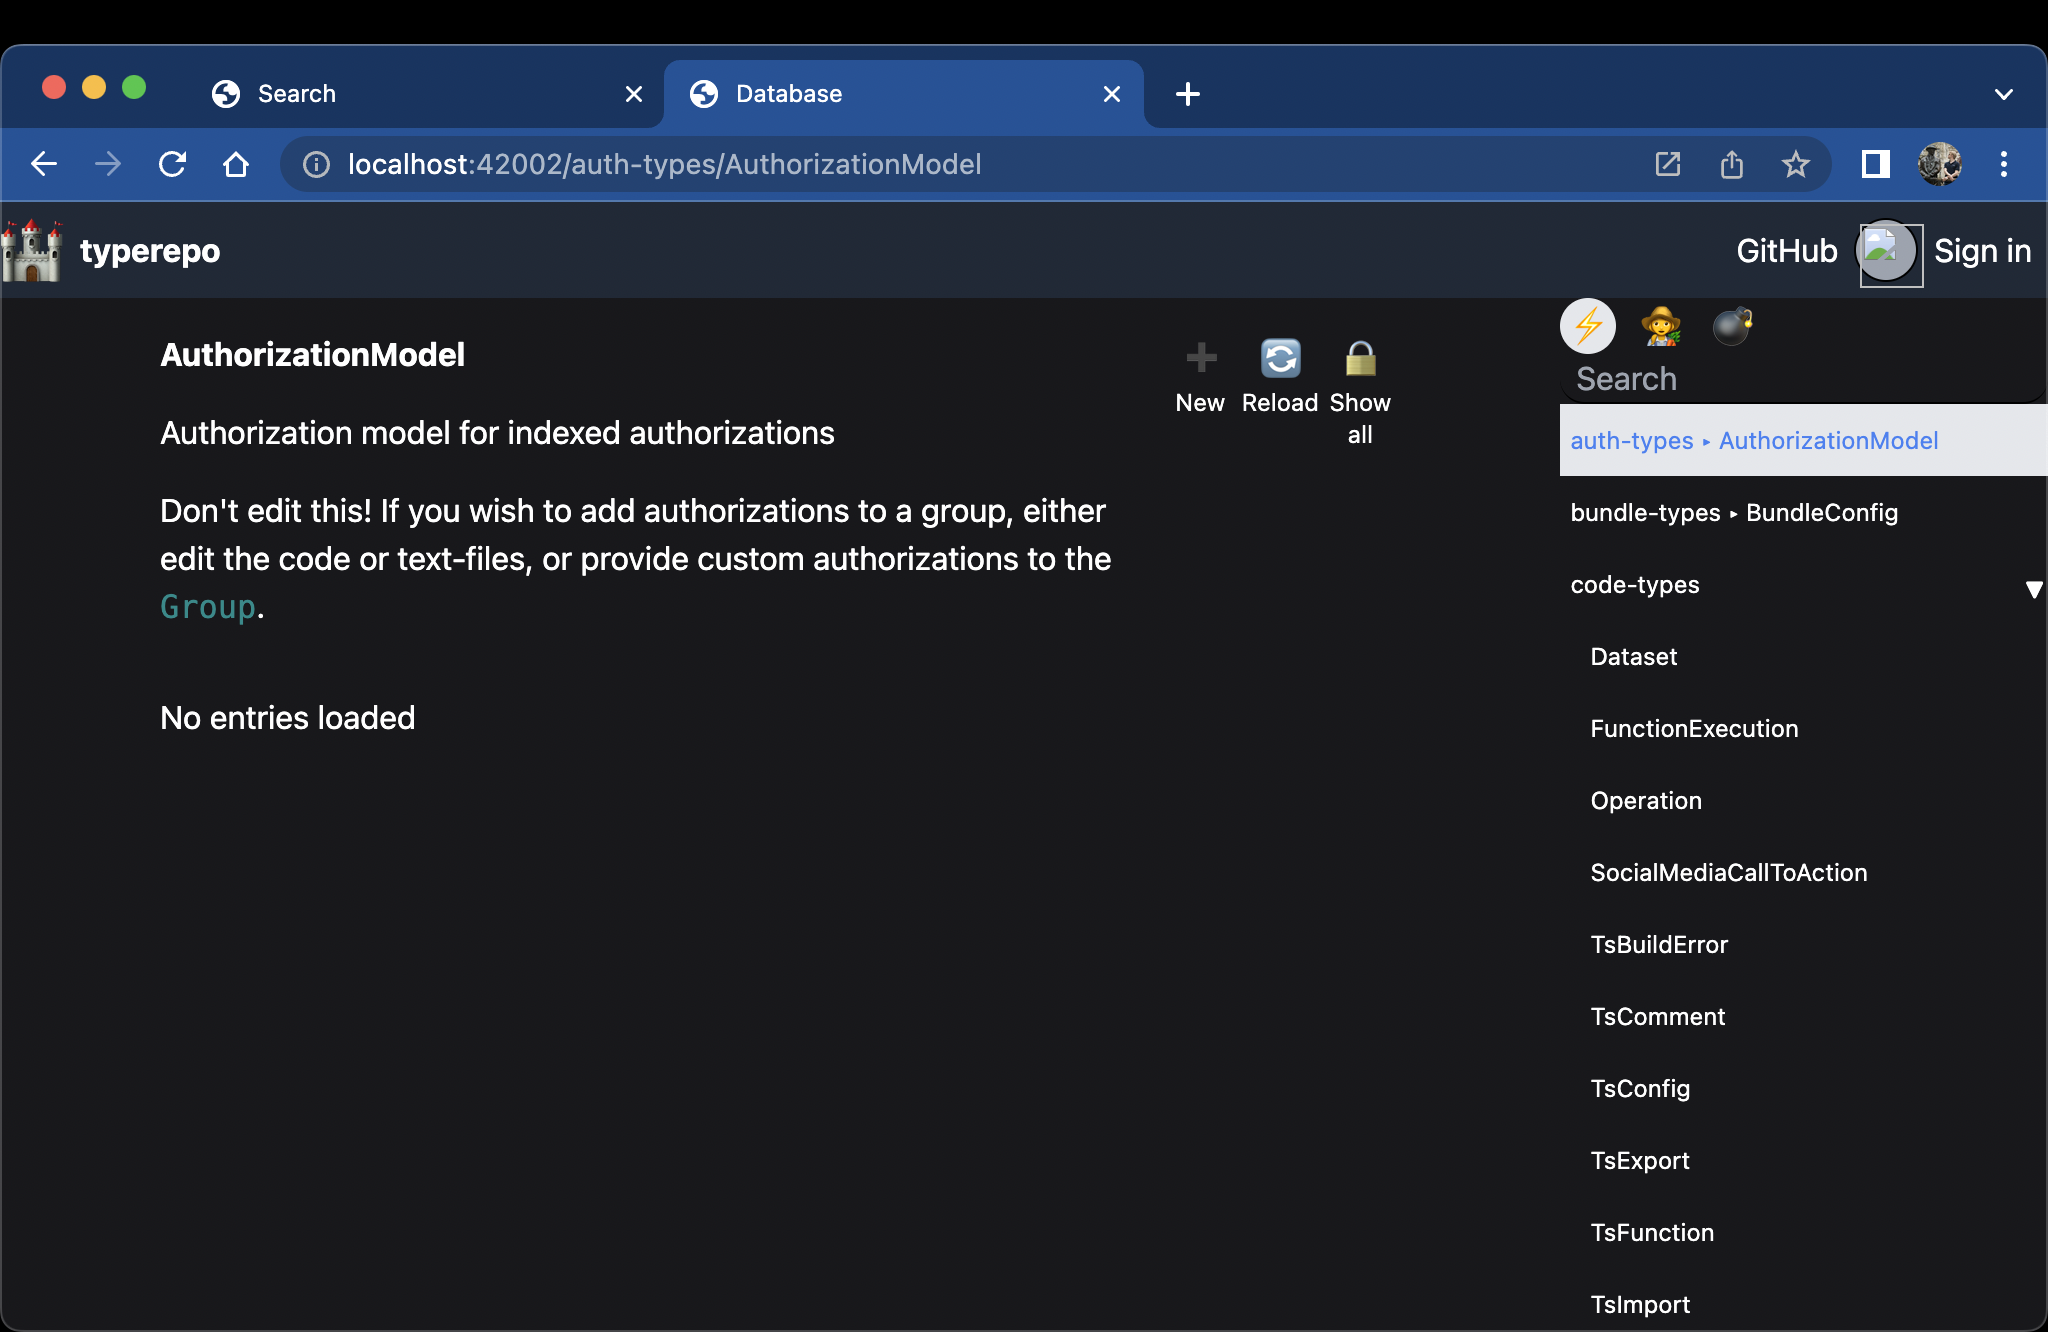 Search
Database
localhost:42002/auth-types/AuthorizationModel
typerepo
GitHub
Sign in
AuthorizationModel
New
Reload
Show
all
Authorization model for indexed authorizations
Don't edit this! If you wish to add authorizations to a group, either
edit the code or text-files, or provide custom authorizations to the
Group.
No entries loaded
Search
auth-types ‣ AuthorizationModel
bundle-types ‣ BundleConfig
code-types
Dataset
FunctionExecution
Operation
SocialMediaCallToAction
TsBuildError
TsComment
TsConfig
TsExport
TsFunction
TsImport